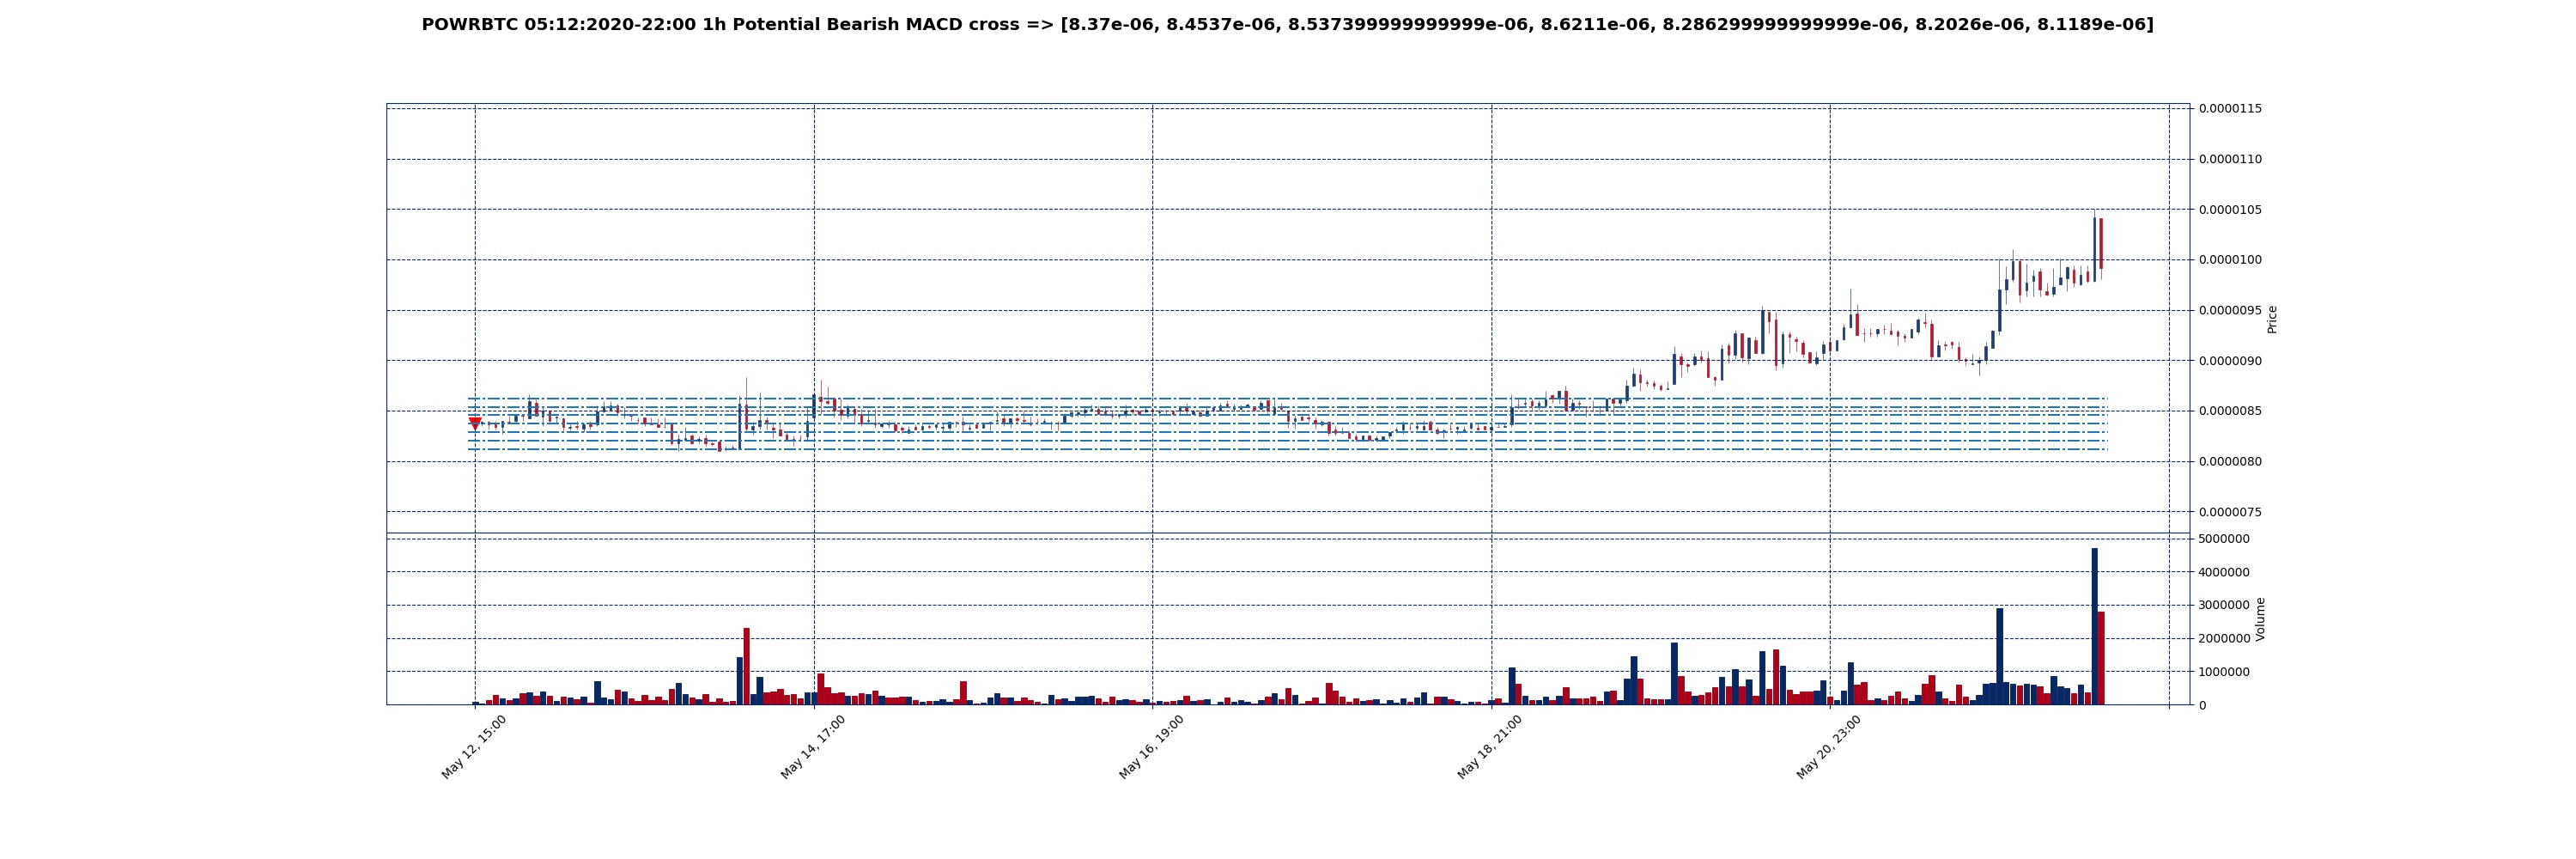 POWRBTC 05:12:2020-22:00 1h Potential Bearish MACD cross => [8.37e-06, 8.4537e-06, 8.537399999999999e-06, 8.6211e-06, 8.286299999999999e-06, 8.2026e-06, 8.1189e-06]
0.0000115
0.0000110
0.0000105
0.0000100
0.0000095
Price
0.0000090
0.0000085
0.0000080
0.0000075
5000000
4000000
3000000
Volume
2000000
1000000
0
May 12, 15:00
May 14, 17:00
May 16, 19:00
May 18, 21:00
May 20, 23:00